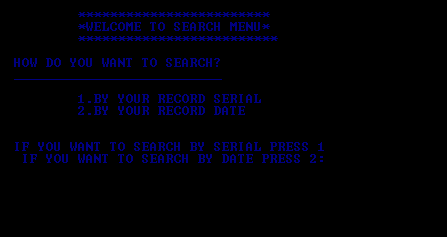 ************************
*WELCOME TO SEARCH MENU*
*************************
HOW DO YOU WANT TO SEARCH?
__________________________
1.BY YOUR RECORD SERIAL
2.BY YOUR RECORD DATE
IF YOU WANT TO SEARCH BY SERIAL PRESS 1
IF YOU WANT TO SEARCH BY DATE PRESS 2: